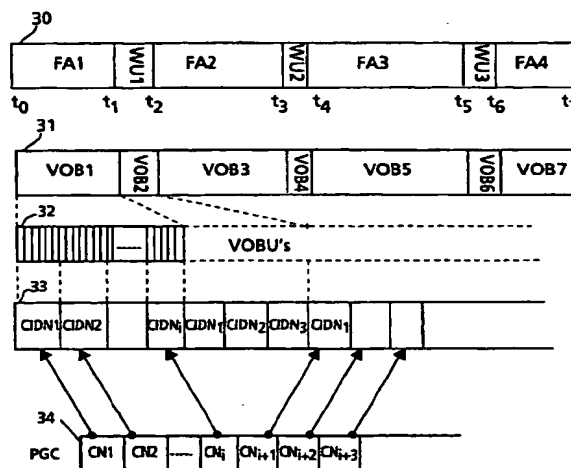 30
FA1 WU1 FA2 WU2 FA3 WU3 FA4
t0 t1 t2 t3 t4 t5 t6 t
31
VOB1 VOB2 VOB3 VOB4 VOB5 VOB6 VOB7
32
VOBU's
33
CIDN1 CIDN2 CIDNi CIDN1 CIDN2 CIDN3 CIDN1
34
PGC CN1 CN2 CNi CNi+1 CNi+2 CNi+3